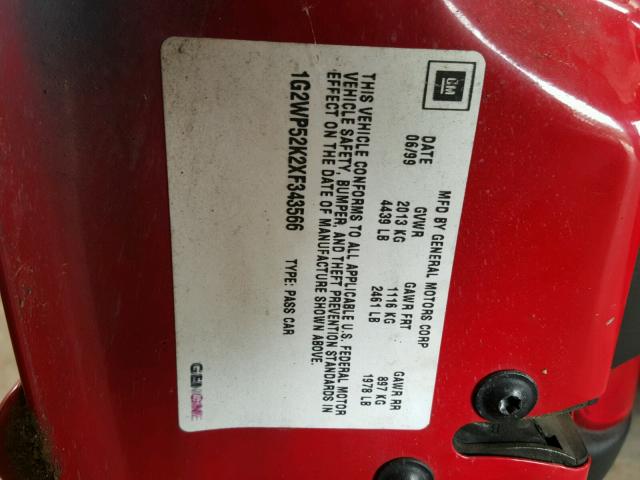 GM
MFD BY GENERAL MOTORS CORP
DATE GVWR GAWR FRT GAWR RR
06/99 2013 KG 1116 KG 897 KG
4439 LB 2461 LB 1978 LB
THIS VEHICLE CONFORMS TO ALL APPLICABLE U.S. FEDERAL MOTOR
VEHICLE SAFETY, BUMPER, AND THEFT PREVENTION STANDARDS IN
EFFECT ON THE DATE OF MANUFACTURE SHOWN ABOVE.
1G2WP52K2XF343566 TYPE: PASS CAR
GENUINE